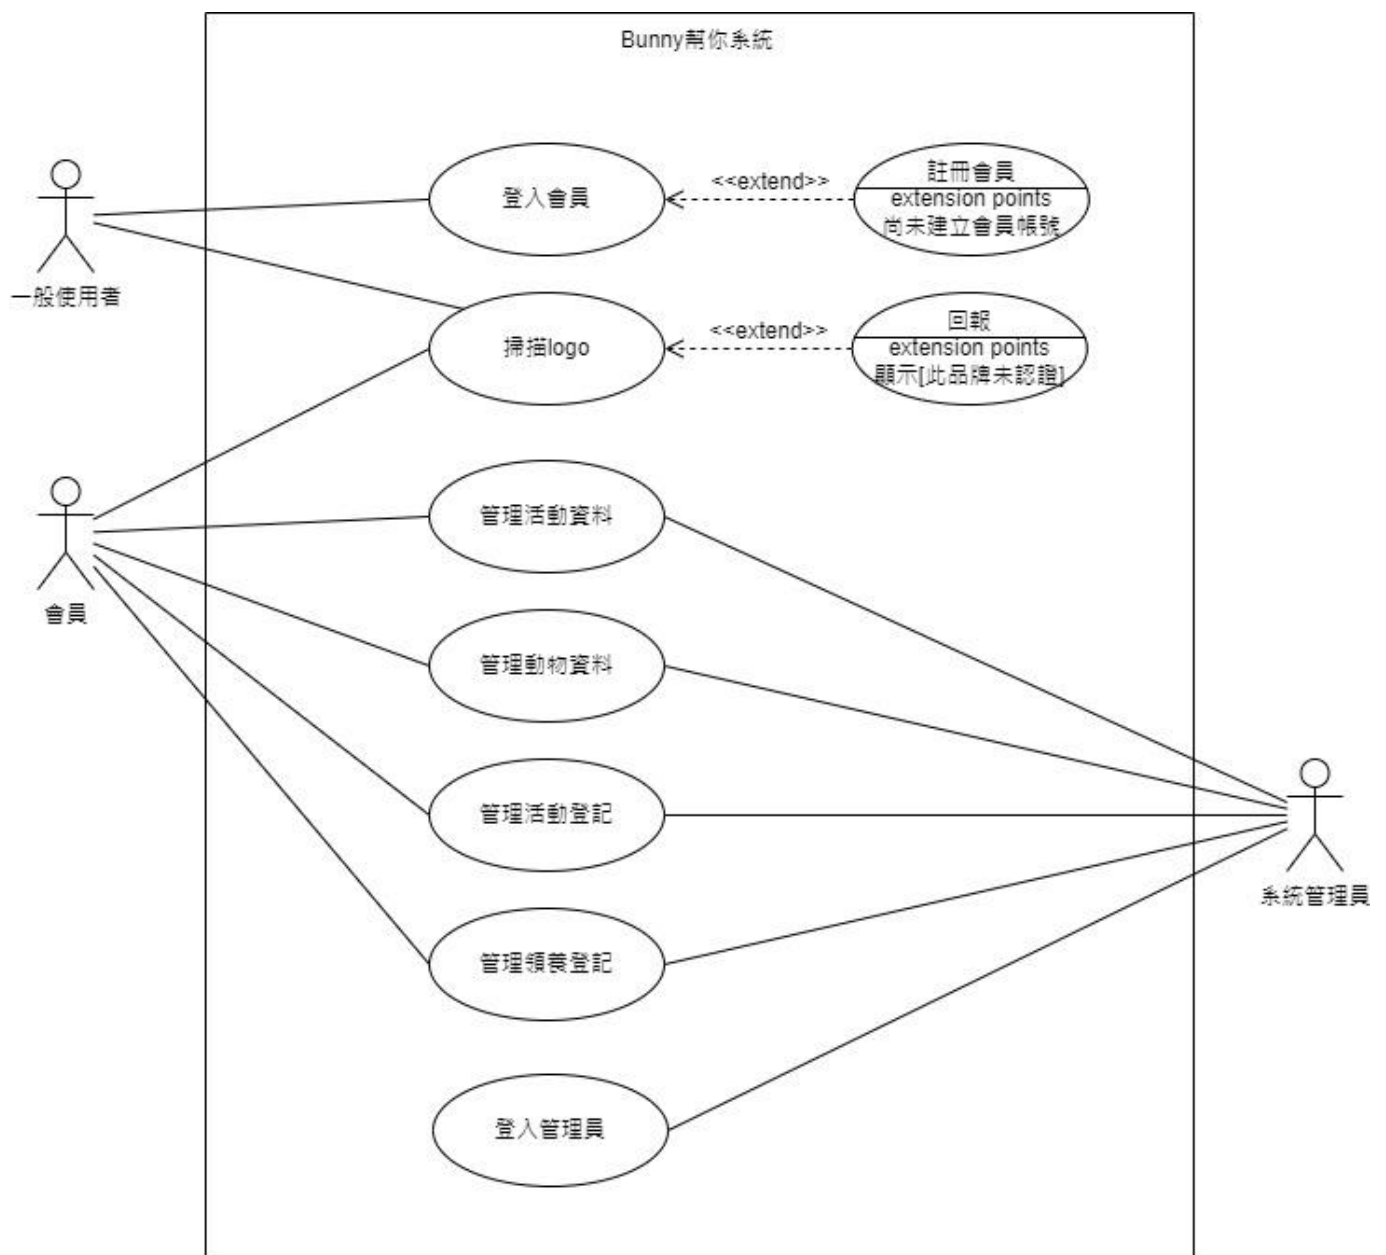 Bunny幫你系統
登入會員
<<extend>>
註冊會員
extension points
尚未建立會員帳號
一般使用者
掃描logo
<<extend>>
回報
extension points
顯示[此品牌未認證]
管理活動資料
會員
管理動物資料
管理活動登記
系統管理員
管理領養登記
登入管理員